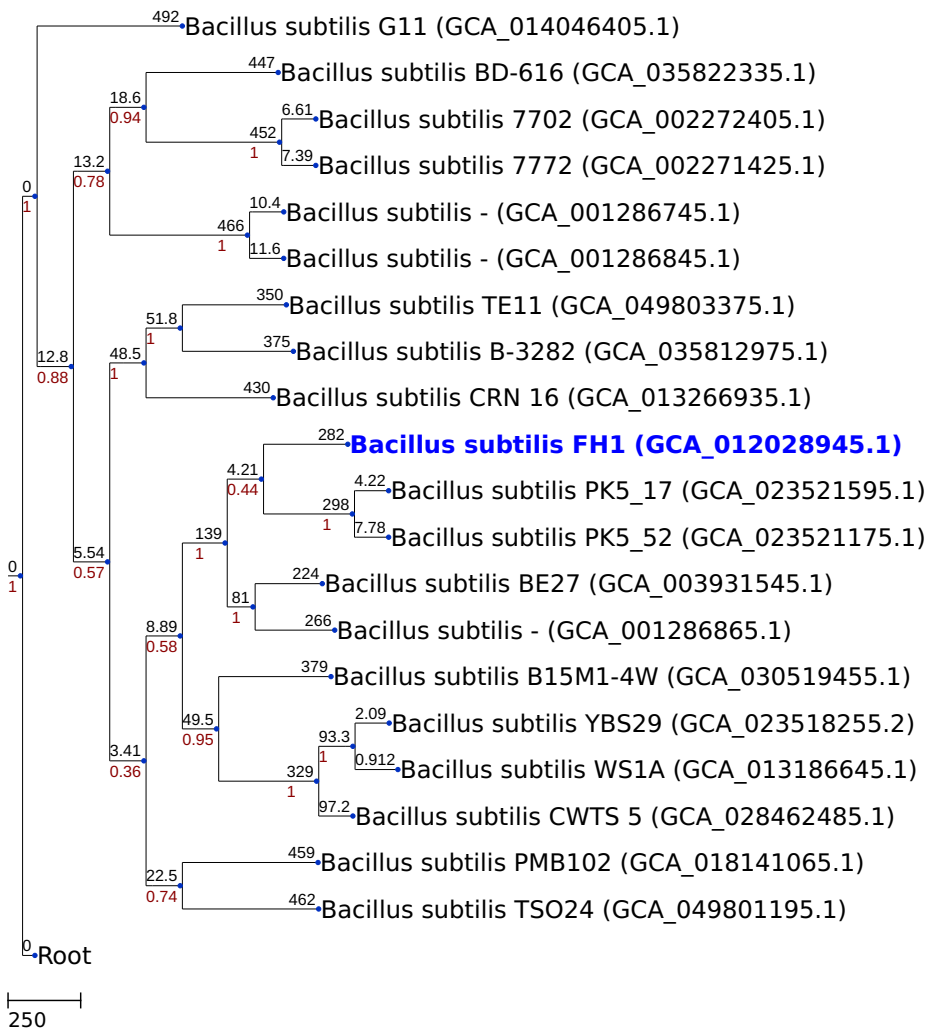 492
Bacillus subtilis G11 (GCA_014046405.1)
447
Bacillus subtilis BD-616 (GCA_035822335.1)
18.6
0.94
6.61
Bacillus subtilis 7702 (GCA_002272405.1)
452
1
7.39
Bacillus subtilis 7772 (GCA_002271425.1)
13.2
0.78
0
1
10.4
Bacillus subtilis - (GCA_001286745.1)
466
1
11.6
Bacillus subtilis - (GCA_001286845.1)
350
Bacillus subtilis TE11 (GCA_049803375.1)
51.8
1
375
Bacillus subtilis B-3282 (GCA_035812975.1)
12.8
0.88
48.5
1
430
Bacillus subtilis CRN 16 (GCA_013266935.1)
282
Bacillus subtilis FH1 (GCA_012028945.1)
4.21
0.44
4.22
Bacillus subtilis PK5_17 (GCA_023521595.1)
298
1
7.78
Bacillus subtilis PK5_52 (GCA_023521175.1)
139
1
5.54
0.57
0
1
224
Bacillus subtilis BE27 (GCA_003931545.1)
81
1
266
Bacillus subtilis - (GCA_001286865.1)
8.89
0.58
379
Bacillus subtilis B15M1-4W (GCA_030519455.1)
49.5
0.95
2.09
Bacillus subtilis YBS29 (GCA_023518255.2)
93.3
1
0.912
Bacillus subtilis WS1A (GCA_013186645.1)
3.41
0.36
329
1
97.2
Bacillus subtilis CWTS 5 (GCA_028462485.1)
459
Bacillus subtilis PMB102 (GCA_018141065.1)
22.5
0.74
462
Bacillus subtilis TSO24 (GCA_049801195.1)
0
Root
250